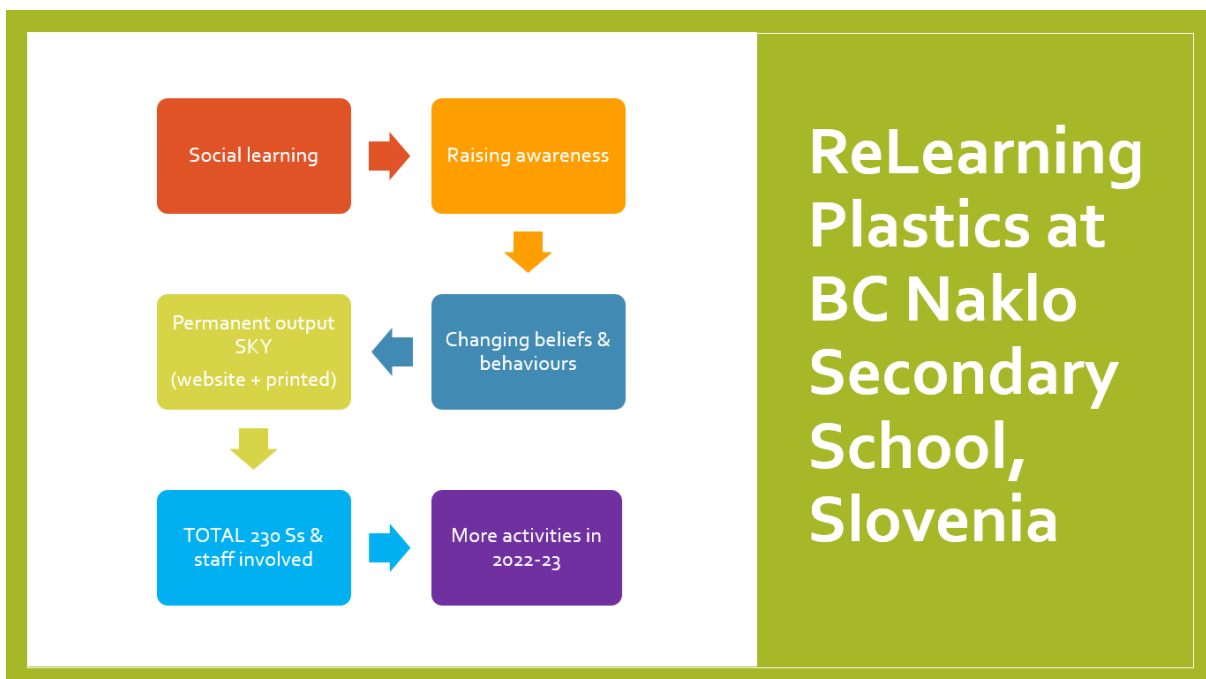 Social learning
Raising awareness
Changing beliefs &
behaviours
Permanent output
SKY
(website + printed)
TOTAL 230 Ss &
staff involved
More activities in
2022-23
ReLearning
Plastics at
BC Naklo
Secondary
School,
Slovenia